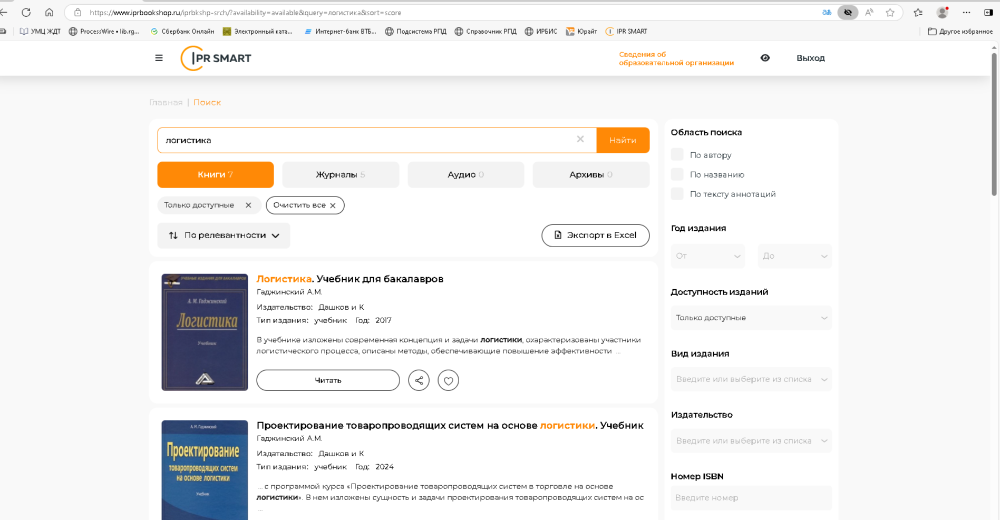 https://www.iprbookshop.ru/iprbkshp-srch/?availability=available&query=логистика&sort=score
УМЦ ЖДТ
ProcessWire • lib.rg...
Сбербанк Онлайн
Электронный ката...
Интернет-банк ВТБ...
Подсистема РПД
Справочник РПД
ИРБИС
Юрайт
IPR SMART
Другое избранное
IPR SMART
Сведения об
образовательной организации
Выход
Главная | Поиск
логистика
Найти
Книги 7
Журналы 5
Аудио 0
Архивы 0
Только доступные
Очистить все
По релевантности
Экспорт в Excel
УЧЕБНЫЕ ИЗДАНИЯ ДЛЯ БАКАЛАВРОВ
А. М. Гаджинский
Логистика
Учебник
Логистика. Учебник для бакалавров
Гаджинский А.М.
Издательство: Дашков и К
Тип издания: учебник Год: 2017
В учебнике изложены современная концепция и задачи логистики, охарактеризованы участники
логистического процесса, описаны методы, обеспечивающие повышение эффективности ...
Читать
А. М. Гаджинский
Проектирование
товаропроводящих систем
на основе логистики
Учебник
Проектирование товаропроводящих систем на основе логистики. Учебник
Гаджинский А.М.
Издательство: Дашков и К
Тип издания: учебник Год: 2024
... с программой курса «Проектирование товаропроводящих систем в торговле на основе
логистики». В нем изложены сущность и задачи проектирования товаропроводящих систем на ос
...
Область поиска
По автору
По названию
По тексту аннотаций
Год издания
От
До
Доступность изданий
Только доступные
Вид издания
Введите или выберите из списка
Издательство
Введите или выберите из списка
Номер ISBN
Введите номер